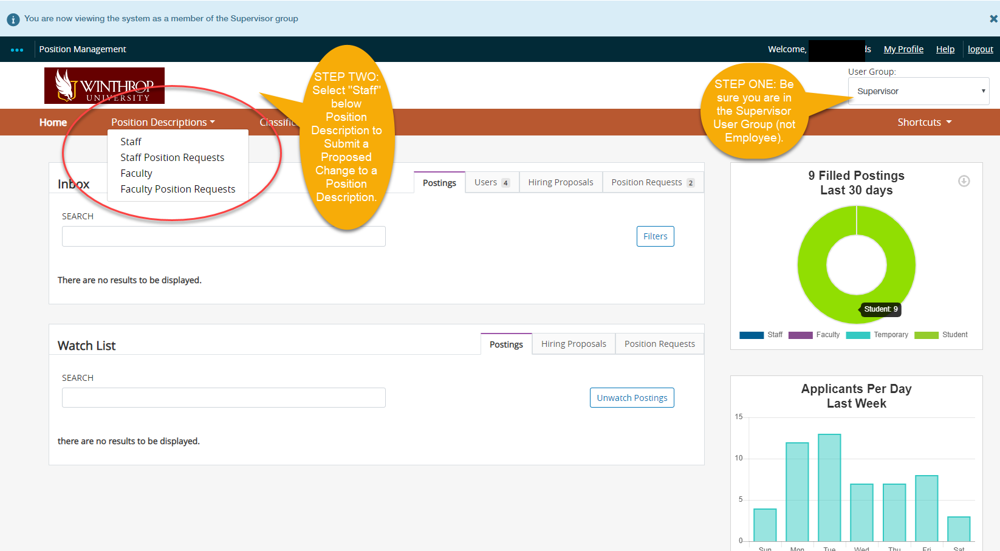 You are now viewing the system as a member of the Supervisor group
Position Management
Welcome,
My Profile
Help
logout
WINTHROP
UNIVERSITY
STEP TWO:
Select "Staff"
below
Position
Description to
Submit a
Proposed
Change to a
Position
Description.
STEP ONE: Be
sure you are in
the Supervisor
User Group (not
Employee).
User Group:
Supervisor
Home
Position Descriptions
Shortcuts
Staff
Staff Position Requests
Faculty
Faculty Position Requests
Inbox
Postings
Users 4
Hiring Proposals
Position Requests 2
SEARCH
Filters
There are no results to be displayed.
Watch List
Postings
Hiring Proposals
Position Requests
SEARCH
Unwatch Postings
there are no results to be displayed.
9 Filled Postings
Last 30 days
Student: 9
Staff
Faculty
Temporary
Student
Applicants Per Day
Last Week
15
10
5
0
Sun Mon Tue Wed Thu Fri Sat